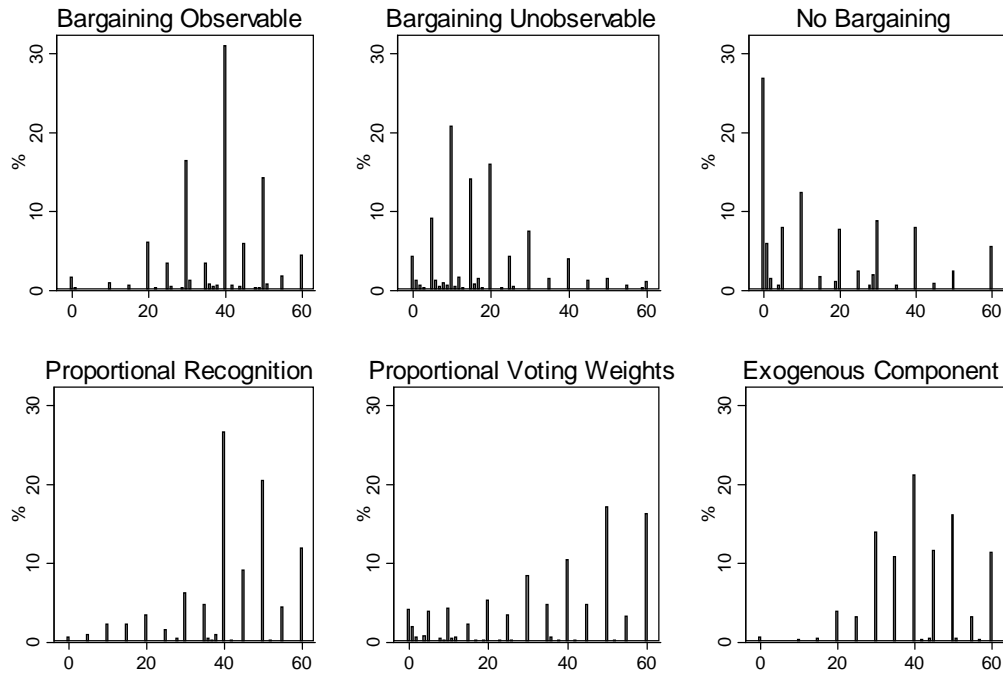 Bargaining Observable
Bargaining Unobservable
No Bargaining
%
0 10 20 30
0 20 40 60
%
0 10 20 30
0 20 40 60
%
0 10 20 30
0 20 40 60
Proportional Recognition
Proportional Voting Weights
Exogenous Component
%
0 10 20 30
0 20 40 60
%
0 10 20 30
0 20 40 60
%
0 10 20 30
0 20 40 60